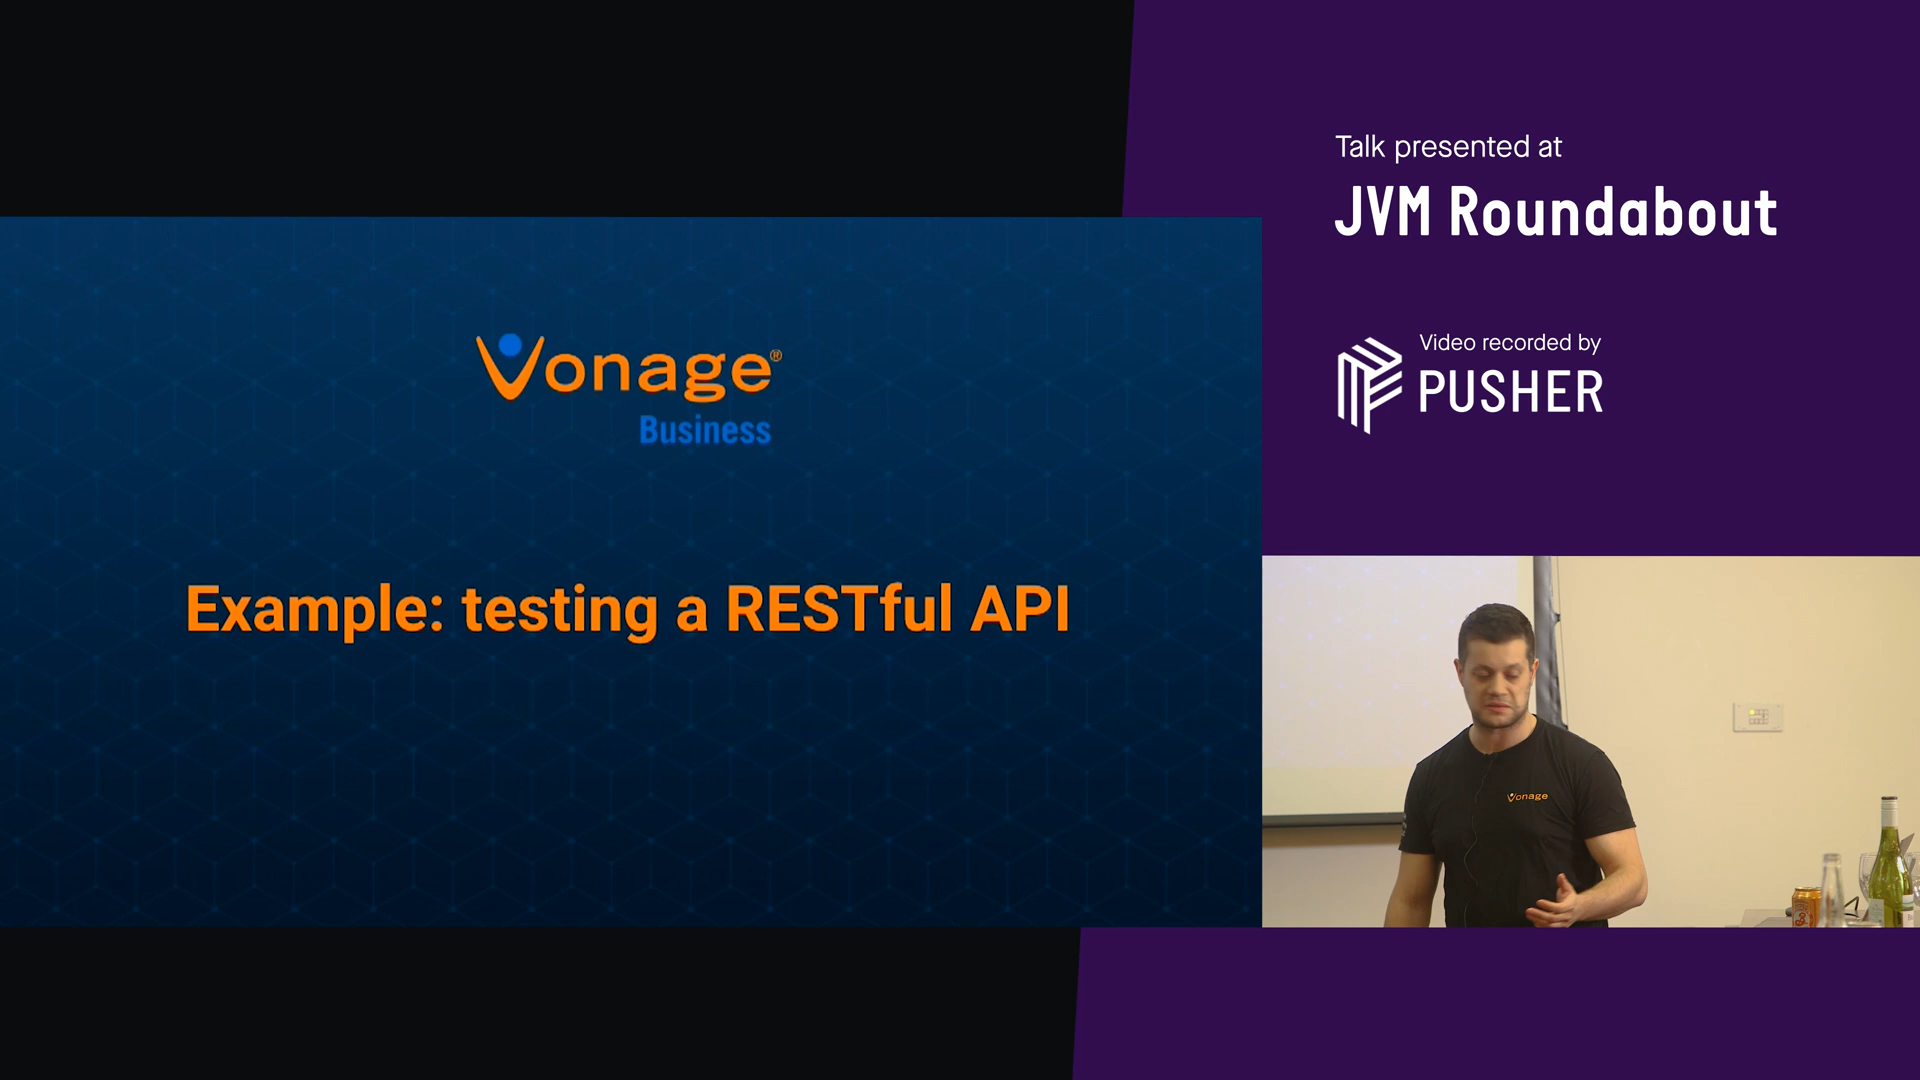 Vonage®
Business
Example: testing a RESTful API
Talk presented at
JVM Roundabout
Video recorded by
PUSHER
Vonage